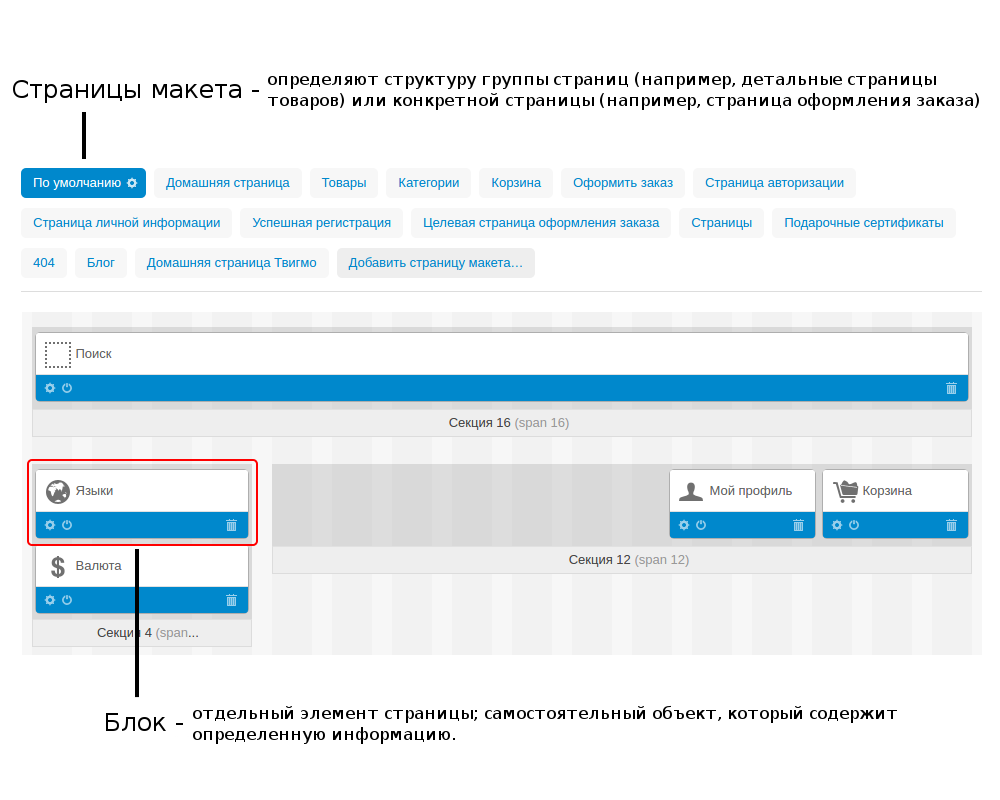 Страницы макета -
определяют структуру группы страниц (например, детальные страницы
товаров) или конкретной страницы (например, страница оформления заказа)
По умолчанию Домашняя страница Товары Категории Корзина Оформить заказ Страница авторизации
Страница личной информации Успешная регистрация Целевая страница оформления заказа Страницы Подарочные сертификаты
404 Блог Домашняя страница Твигмо Добавить страницу макета...
Поиск
Секция 16 (span 16)
Языки Мой профиль Корзина
Секция 12 (span 12)
Валюта
Секция 4 (span...
Блок -
отдельный элемент страницы; самостоятельный объект, который содержит
определенную информацию.